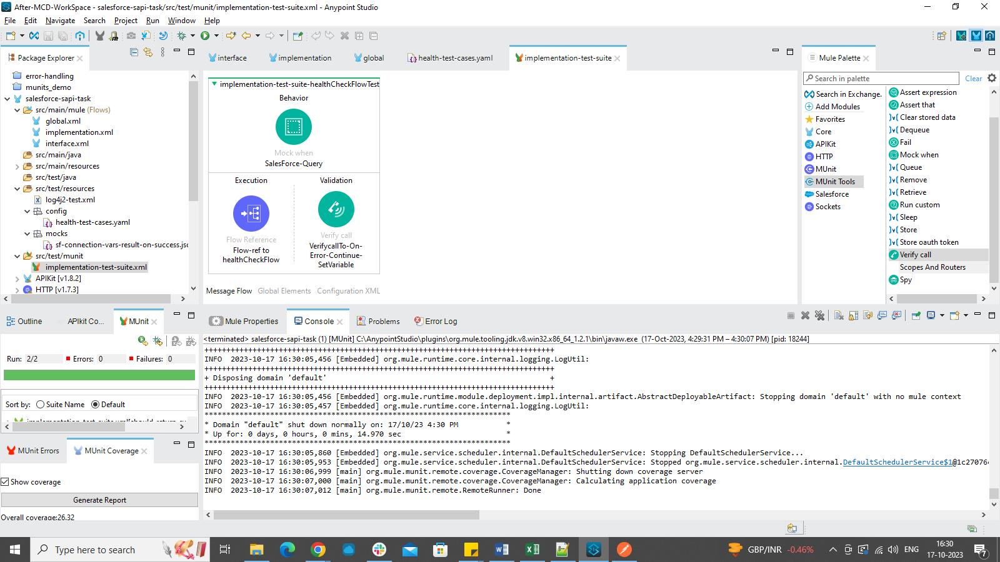 After-MCD-WorkSpace - salesforce-sapi-task/src/test/munit/implementation-test-suite.xml - Anypoint Studio
File Edit Navigate Search Project Run Window Help
Package Explorer
error-handling
munits_demo
salesforce-sapi-task
src/main/mule (Flows)
global.xml
implementation.xml
interface.xml
src/main/java
src/main/resources
src/test/java
src/test/resources
log4j2-test.xml
config
health-test-cases.yaml
mocks
sf-connection-vars-result-on-success.jsc
src/test/munit
implementation-test-suite.xml
APIKit [v1.8.2]
HTTP [v1.7.3]
interface implementation global health-test-cases.yaml implementation-test-suite
implementation-test-suite-healthCheckFlowTest
Behavior
Mock when
SalesForce-Query
Execution
Validation
Flow Reference
Flow-ref to
healthCheckFlow
Verify call
VerifycallTo-On-
Error-Continue-
SetVariable
Message Flow Global Elements Configuration XML
Mule Palette
Search in palette
Clear
Search in Exchange.
Add Modules
Favorites
Core
APIKit
HTTP
MUnit
MUnit Tools
Salesforce
Sockets
Assert expression
Assert that
Clear stored data
Dequeue
Fail
Mock when
Queue
Remove
Retrieve
Run custom
Sleep
Store
Store oauth token
Verify call
Scopes And Routers
Spy
Outline APIkit Co... MUnit
Run: 2/2 Errors: 0 Failures: 0
Sort by: Suite Name Default
MUnit Errors MUnit Coverage
Show coverage
Generate Report
Overall coverage:26.32
Mule Properties Console Problems Error Log
<terminated> salesforce-sapi-task (1) [MUnit] C:\AnypointStudio\plugins\org.mule.tooling.jdk.v8.win32.x86_64_1.2.1\bin\javaw.exe (17-Oct-2023, 4:29:31 PM – 4:30:07 PM) [pid: 18244]
++++++++++++++++++++++++++++++++++++++++++++++++++++++++++++++++++++++++++++++++
INFO 2023-10-17 16:30:05,456 [Embedded] org.mule.runtime.core.internal.logging.LogUtil:
++++++++++++++++++++++++++++++++++++++++++++++++++++++++++++++++++++++++++++++++
+ Disposing domain 'default' +
++++++++++++++++++++++++++++++++++++++++++++++++++++++++++++++++++++++++++++++++
INFO 2023-10-17 16:30:05,456 [Embedded] org.mule.runtime.module.deployment.impl.internal.artifact.AbstractDeployableArtifact: Stopping domain 'default' with no mule context
INFO 2023-10-17 16:30:05,457 [Embedded] org.mule.runtime.core.internal.logging.LogUtil:
**********************************************************************
* Domain "default" shut down normally on: 17/10/23 4:30 PM *
* Up for: 0 days, 0 hours, 0 mins, 14.970 sec *
**********************************************************************
INFO 2023-10-17 16:30:05,860 [Embedded] org.mule.service.scheduler.internal.DefaultSchedulerService: Stopping DefaultSchedulerService...
INFO 2023-10-17 16:30:05,953 [Embedded] org.mule.service.scheduler.internal.DefaultSchedulerService: Stopped org.mule.service.scheduler.internal.DefaultSchedulerService$1@1c27076
INFO 2023-10-17 16:30:06,999 [main] org.mule.munit.remote.coverage.CoverageManager: Shutting down coverage server
INFO 2023-10-17 16:30:07,000 [main] org.mule.munit.remote.coverage.CoverageManager: Calculating application coverage
INFO 2023-10-17 16:30:07,012 [main] org.mule.munit.remote.RemoteRunner: Done
Type here to search
GBP/INR -0.46%
ENG
16:30
17-10-2023
7